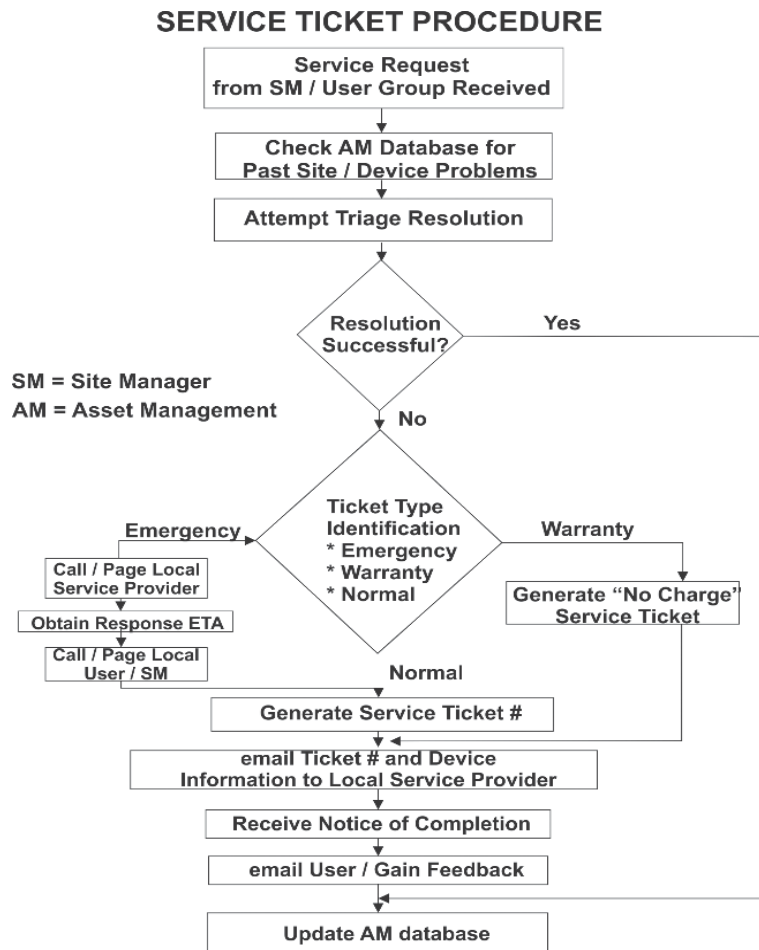 SERVICE TICKET PROCEDURE
Service Request
from SM / User Group Received
Check AM Database for
Past Site / Device Problems
Attempt Triage Resolution
Resolution
Successful?
Yes
SM = Site Manager
AM = Asset Management
No
Ticket Type
Identification
* Emergency
* Warranty
* Normal
Emergency
Warranty
Call / Page Local
Service Provider
Obtain Response ETA
Call / Page Local
User / SM
Generate “No Charge”
Service Ticket
Normal
Generate Service Ticket #
email Ticket # and Device
Information to Local Service Provider
Receive Notice of Completion
email User / Gain Feedback
Update AM database